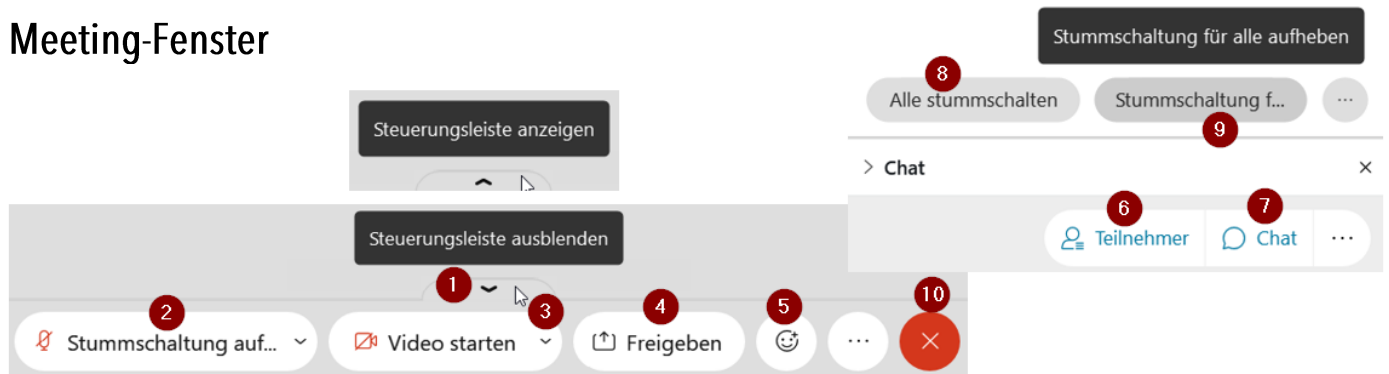 Meeting-Fenster
Stummschaltung für alle aufheben
8
Alle stummschalten
Stummschaltung f...
...
9
Steuerungsleiste anzeigen
Chat
6
7
Teilnehmer
Chat
...
Steuerungsleiste ausblenden
1
2
3
4
5
10
Stummschaltung auf...
Video starten
Freigeben
...